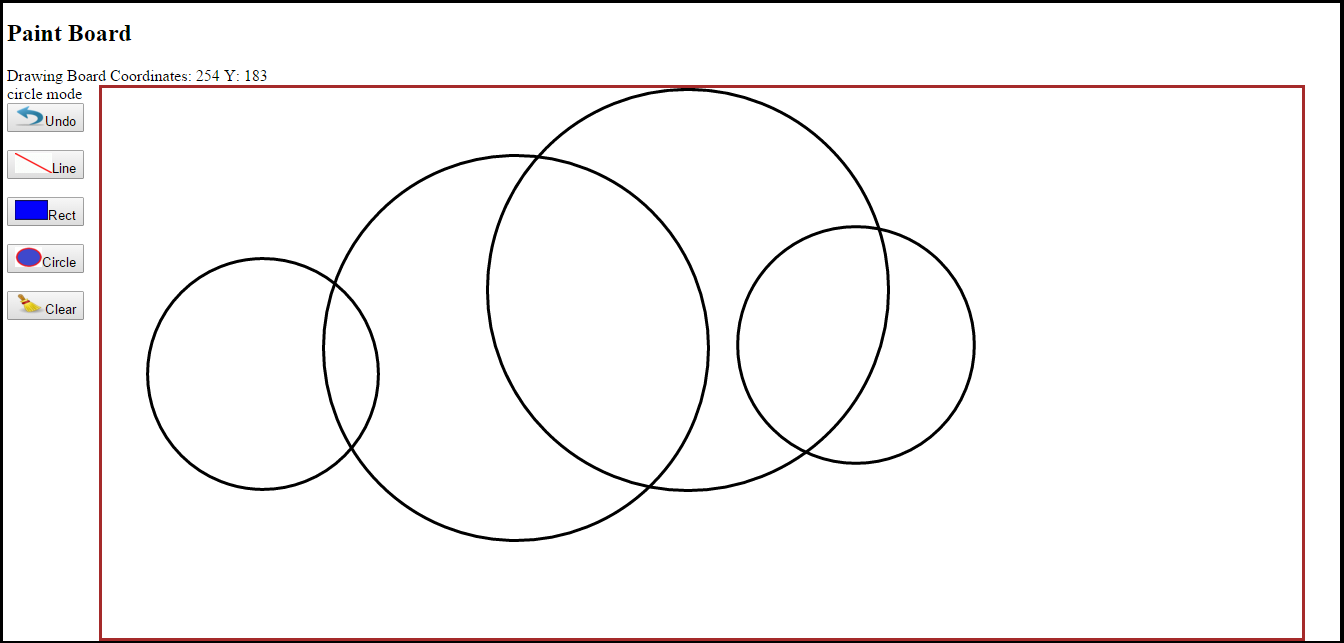 Paint Board
Drawing Board Coordinates: 254 Y: 183
circle mode
Undo
Line
Rect
Circle
Clear